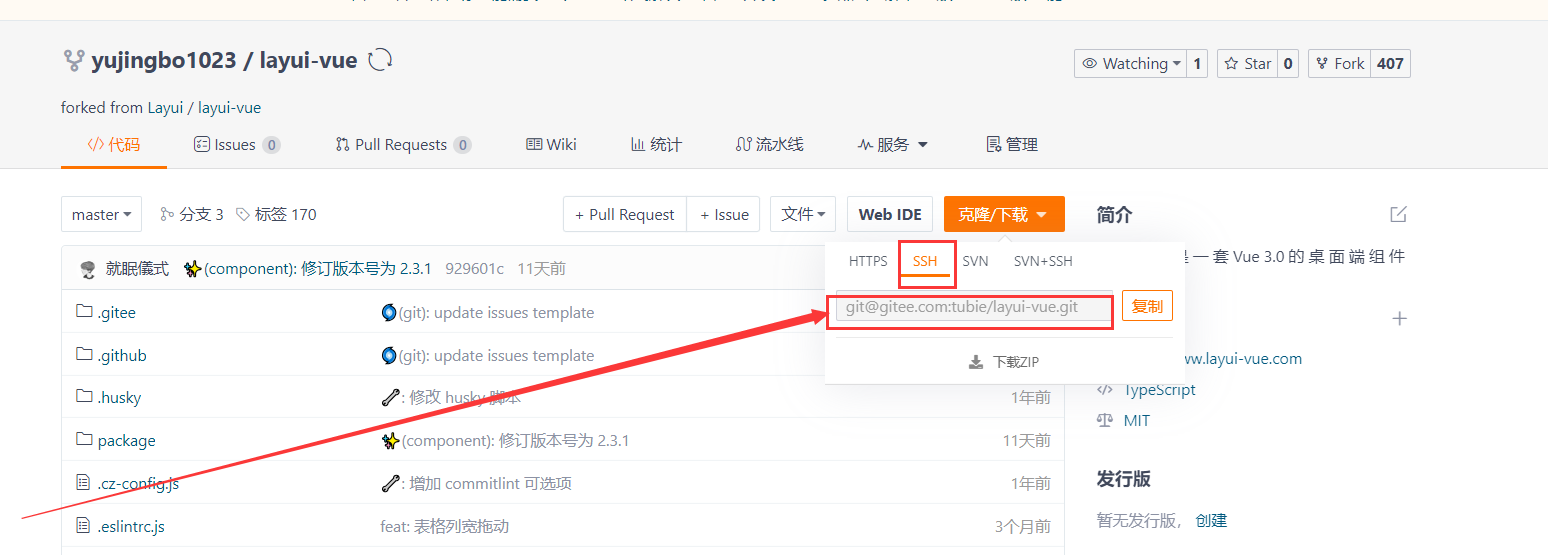 yujingbo1023 / layui-vue
Watching 1 Star 0 Fork 407
forked from Layui / layui-vue
代码 Issues 0 Pull Requests 0 Wiki 统计 流水线 服务 管理
master 分支 3 标签 170 + Pull Request + Issue 文件 Web IDE 克隆/下载 简介
就眠儀式 (component): 修订版本号为 2.3.1 929601c 11天前
HTTPS SSH SVN SVN+SSH
是一套 Vue 3.0 的桌面端组件
git@gitee.com:tubie/layui-vue.git 复制
.gitee (git): update issues template
下载ZIP
.github (git): update issues template
ww.layui-vue.com
.husky : 修改 husky 脚本 1年前
TypeScript
MIT
package (component): 修订版本号为 2.3.1 11天前
.cz-config.js : 增加 commitlint 可选项 1年前
发行版
.eslintrc.js feat: 表格列宽拖动 3个月前
暂无发行版， 创建